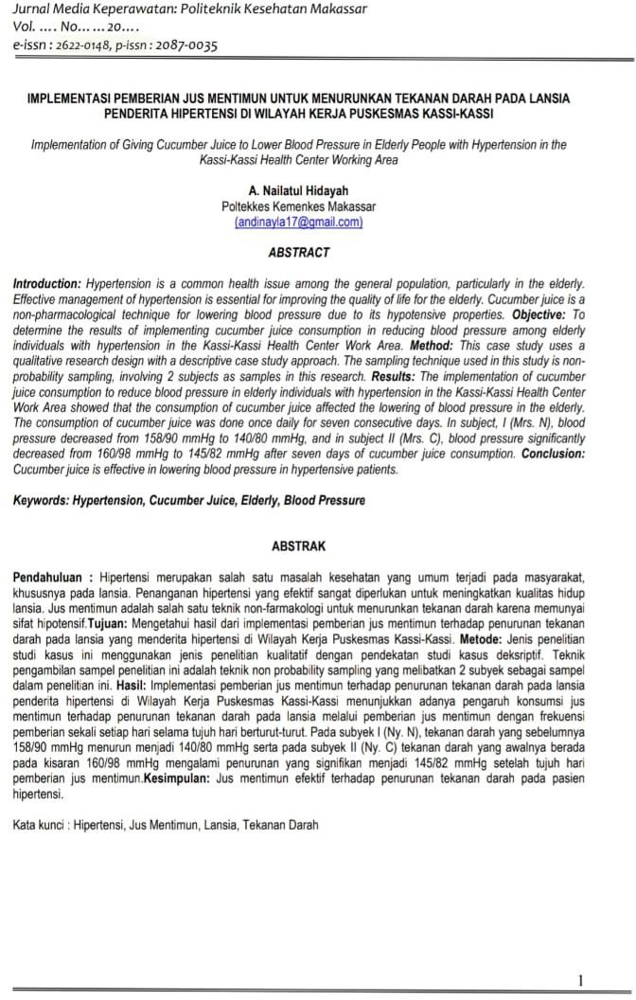 Jurnal Media Keperawatan: Politeknik Kesehatan Makassar
Vol. .... No... ... 20....
e-issn : 2622-0148, p-issn : 2087-0035
IMPLEMENTASI PEMBERIAN JUS MENTIMUN UNTUK MENURUNKAN TEKANAN DARAH PADA LANSIA
PENDERITA HIPERTENSI DI WILAYAH KERJA PUSKESMAS KASSI-KASSI
Implementation of Giving Cucumber Juice to Lower Blood Pressure in Elderly People with Hypertension in the
Kassi-Kassi Health Center Working Area
A. Nailatul Hidayah
Poltekkes Kemenkes Makassar
(andinayla17@gmail.com)
ABSTRACT
Introduction: Hypertension is a common health issue among the general population, particularly in the elderly.
Effective management of hypertension is essential for improving the quality of life for the elderly. Cucumber juice is a
non-pharmacological technique for lowering blood pressure due to its hypotensive properties. Objective: To
determine the results of implementing cucumber juice consumption in reducing blood pressure among elderly
individuals with hypertension in the Kassi-Kassi Health Center Work Area. Method: This case study uses a
qualitative research design with a descriptive case study approach. The sampling technique used in this study is non-
probability sampling, involving 2 subjects as samples in this research. Results: The implementation of cucumber
juice consumption to reduce blood pressure in elderly individuals with hypertension in the Kassi-Kassi Health Center
Work Area showed that the consumption of cucumber juice affected the lowering of blood pressure in the elderly.
The consumption of cucumber juice was done once daily for seven consecutive days. In subject, I (Mrs. N), blood
pressure decreased from 158/90 mmHg to 140/80 mmHg, and in subject II (Mrs. C), blood pressure significantly
decreased from 160/98 mmHg to 145/82 mmHg after seven days of cucumber juice consumption. Conclusion:
Cucumber juice is effective in lowering blood pressure in hypertensive patients.
Keywords: Hypertension, Cucumber Juice, Elderly, Blood Pressure
ABSTRAK
Pendahuluan : Hipertensi merupakan salah satu masalah kesehatan yang umum terjadi pada masyarakat,
khususnya pada lansia. Penanganan hipertensi yang efektif sangat diperlukan untuk meningkatkan kualitas hidup
lansia. Jus mentimun adalah salah satu teknik non-farmakologi untuk menurunkan tekanan darah karena memunyai
sifat hipotensif.Tujuan: Mengetahui hasil dari implementasi pemberian jus mentimun terhadap penurunan tekanan
darah pada lansia yang menderita hipertensi di Wilayah Kerja Puskesmas Kassi-Kassi. Metode: Jenis penelitian
studi kasus ini menggunakan jenis penelitian kualitatif dengan pendekatan studi kasus deksriptif. Teknik
pengambilan sampel penelitian ini adalah teknik non probability sampling yang melibatkan 2 subyek sebagai sampel
dalam penelitian ini. Hasil: Implementasi pemberian jus mentimun terhadap penurunan tekanan darah pada lansia
penderita hipertensi di Wilayah Kerja Puskesmas Kassi-Kassi menunjukkan adanya pengaruh konsumsi jus
mentimun terhadap penurunan tekanan darah pada lansia melalui pemberian jus mentimun dengan frekuensi
pemberian sekali setiap hari selama tujuh hari berturut-turut. Pada subyek I (Ny. N), tekanan darah yang sebelumnya
158/90 mmHg menurun menjadi 140/80 mmHg serta pada subyek II (Ny. C) tekanan darah yang awalnya berada
pada kisaran 160/98 mmHg mengalami penurunan yang signifikan menjadi 145/82 mmHg setelah tujuh hari
pemberian jus mentimun.Kesimpulan: Jus mentimun efektif terhadap penurunan tekanan darah pada pasien
hipertensi.
Kata kunci : Hipertensi, Jus Mentimun, Lansia, Tekanan Darah
1